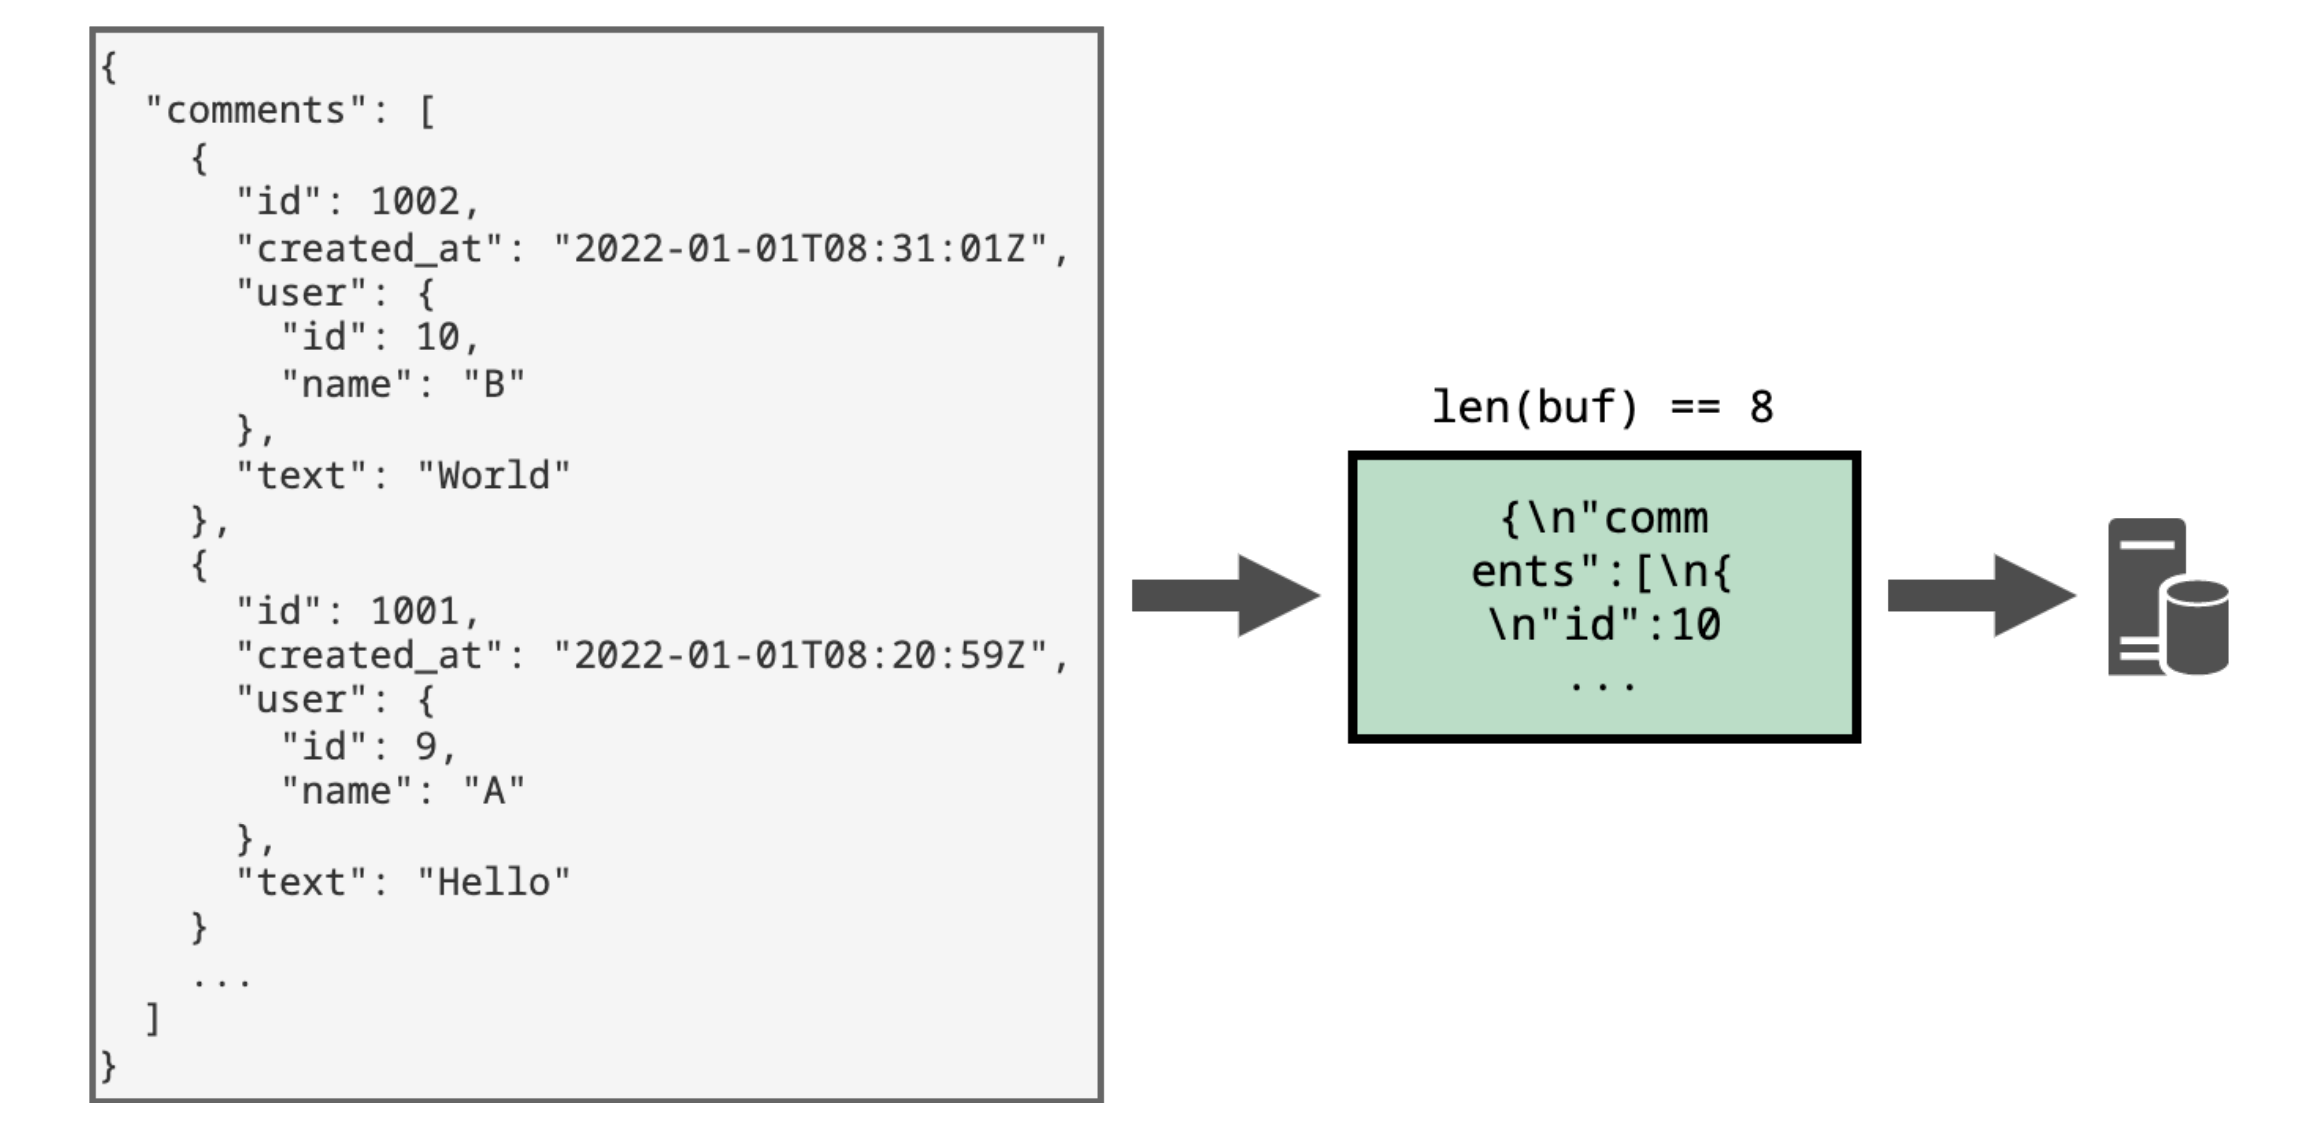 {
  "comments": [
    {
      "id": 1002,
      "created_at": "2022-01-01T08:31:01Z",
      "user": {
        "id": 10,
        "name": "B"
      },
      "text": "World"
    },
    {
      "id": 1001,
      "created_at": "2022-01-01T08:20:59Z",
      "user": {
        "id": 9,
        "name": "A"
      },
      "text": "Hello"
    }
    ...
  ]
}
len(buf) == 8
{\n"comm
ents":[\n{
\n"id":10
...